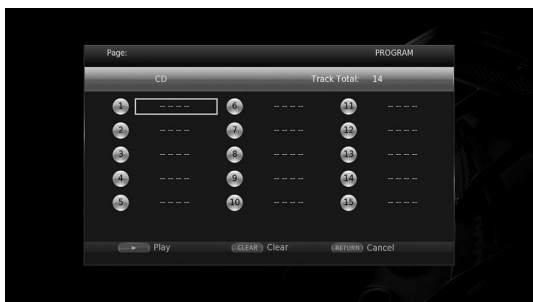 Page: PROGRAM
CD Track Total: 14
1 -- -- -- -- 6 -- -- -- -- 11 -- -- -- --
2 -- -- -- -- 7 -- -- -- -- 12 -- -- -- --
3 -- -- -- -- 8 -- -- -- -- 13 -- -- -- --
4 -- -- -- -- 9 -- -- -- -- 14 -- -- -- --
5 -- -- -- -- 10 -- -- -- -- 15 -- -- -- --
Play CLEAR Clear RETURN Cancel